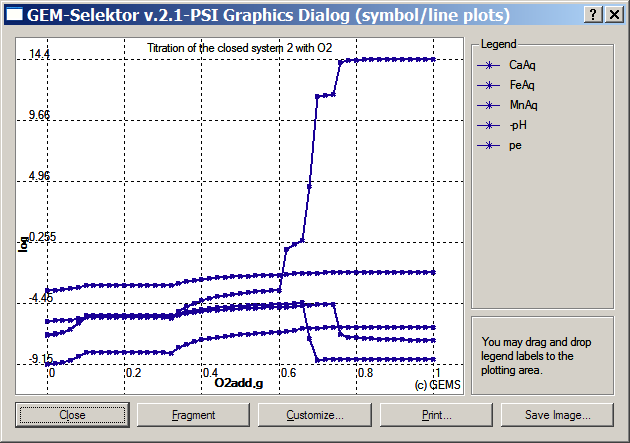 GEM-Selektor v.2.1-PSI Graphics Dialog (symbol/line plots)
Titration of the closed system 2 with O2
14.4
9.66
4.96
0.255
-4.45
-9.15
log
0
0.2
0.4
0.6
0.8
1
O2add,g
(c) GEMS
Legend
CaAq
FeAq
MnAq
-pH
pe
You may drag and drop
legend labels to the
plotting area.
Close
Fragment
Customize...
Print...
Save Image...